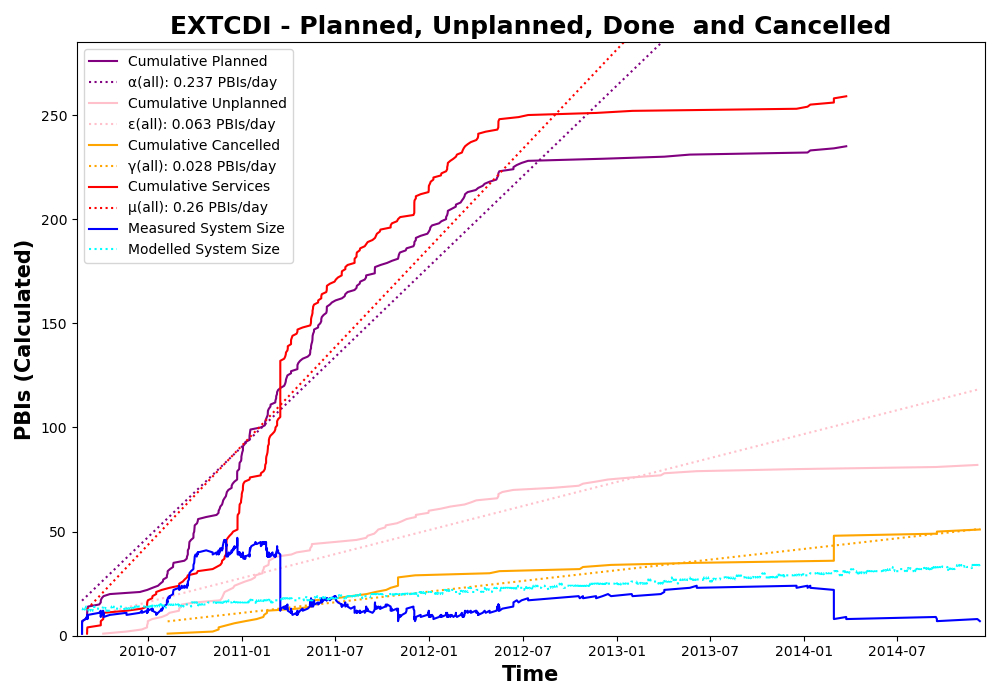 EXTCDI - Planned, Unplanned, Done  and Cancelled
Cumulative Planned
α(all): 0.237 PBIs/day
Cumulative Unplanned
ε(all): 0.063 PBIs/day
Cumulative Cancelled
γ(all): 0.028 PBIs/day
Cumulative Services
μ(all): 0.26 PBIs/day
Measured System Size
Modelled System Size
PBIs (Calculated)
250
200
150
100
50
0
2010-07 2011-01 2011-07 2012-01 2012-07 2013-01 2013-07 2014-01 2014-07
Time